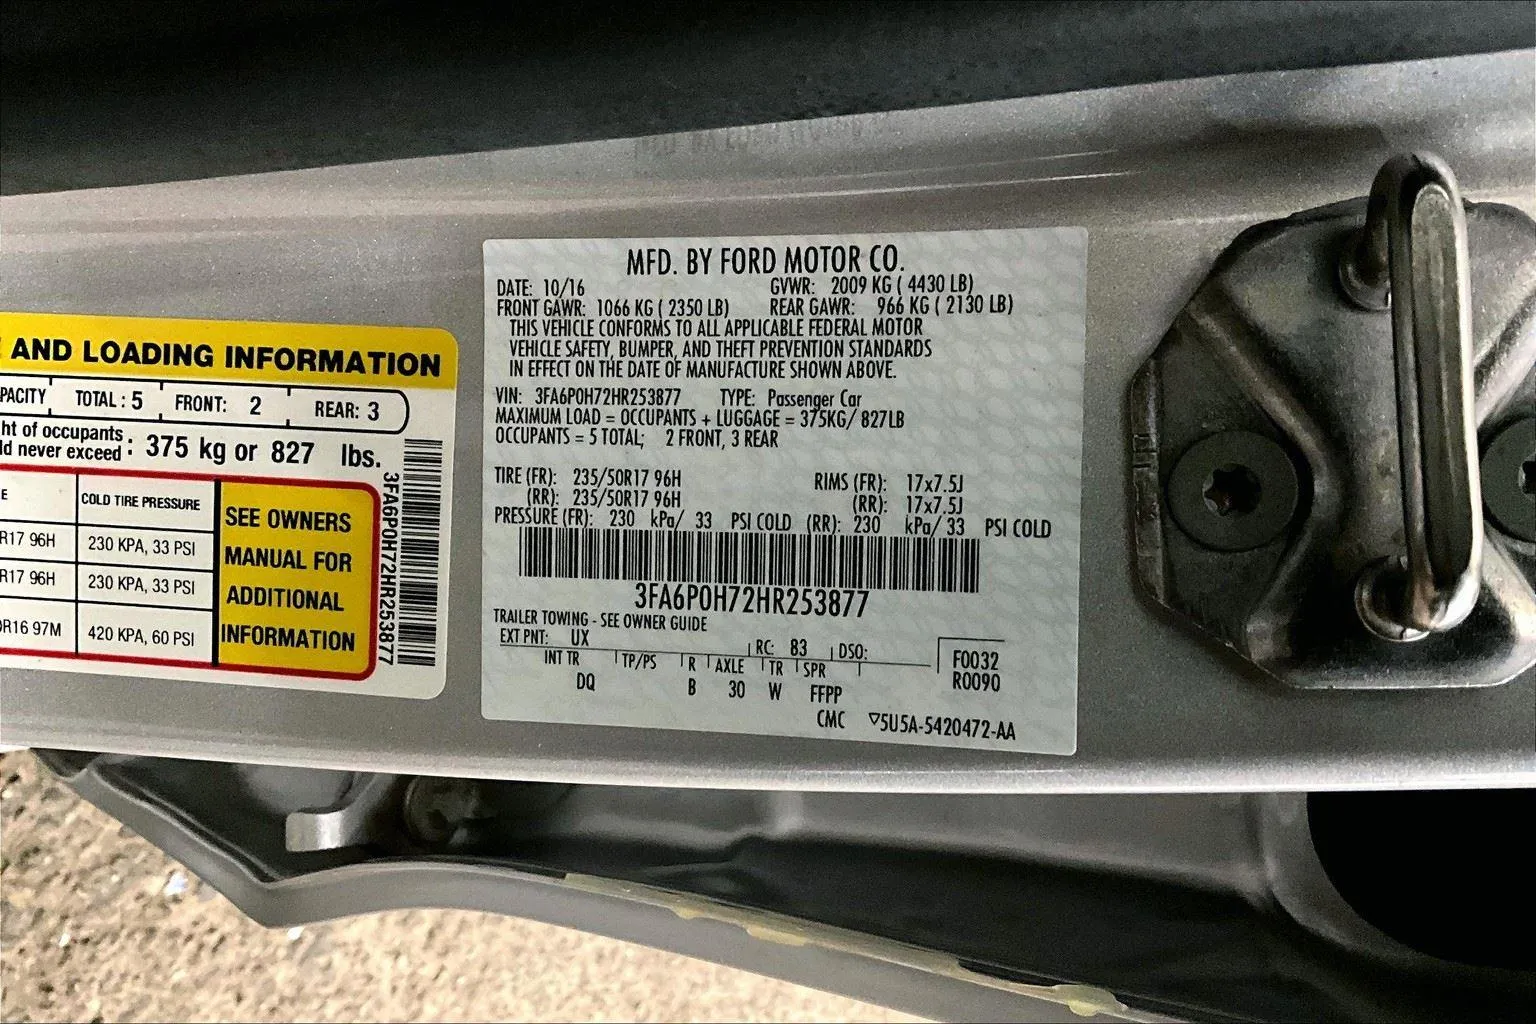 AND LOADING INFORMATION
TOTAL : 5 FRONT: 2 REAR: 3
of occupants
never exceed : 375 kg or 827 lbs.
COLD TIRE PRESSURE
R17 96H 230 KPA, 33 PSI
R17 96H 230 KPA, 33 PSI
R16 97M 420 KPA, 60 PSI
SEE OWNERS
MANUAL FOR
ADDITIONAL
INFORMATION
3FA6P0H72HR253877
MFD. BY FORD MOTOR CO.
DATE: 10/16 GVWR: 2009 KG ( 4430 LB)
FRONT GAWR: 1066 KG ( 2350 LB) REAR GAWR: 966 KG ( 2130 LB)
THIS VEHICLE CONFORMS TO ALL APPLICABLE FEDERAL MOTOR
VEHICLE SAFETY, BUMPER, AND THEFT PREVENTION STANDARDS
IN EFFECT ON THE DATE OF MANUFACTURE SHOWN ABOVE.
VIN: 3FA6P0H72HR253877 TYPE: Passenger Car
MAXIMUM LOAD = OCCUPANTS + LUGGAGE = 375KG/ 827LB
OCCUPANTS = 5 TOTAL; 2 FRONT, 3 REAR
TIRE (FR): 235/50R17 96H RIMS (FR): 17x7.5J
(RR): 235/50R17 96H (RR): 17x7.5J
PRESSURE (FR): 230 kPa/ 33 PSI COLD (RR): 230 kPa/ 33 PSI COLD
3FA6P0H72HR253877
TRAILER TOWING - SEE OWNER GUIDE
EXT PNT: UX RC: 83 DSO:
INT TR TP/PS R AXLE TR SPR
DQ B 30 W FFPP
F0032
R0090
CMC ▽5U5A-5420472-AA